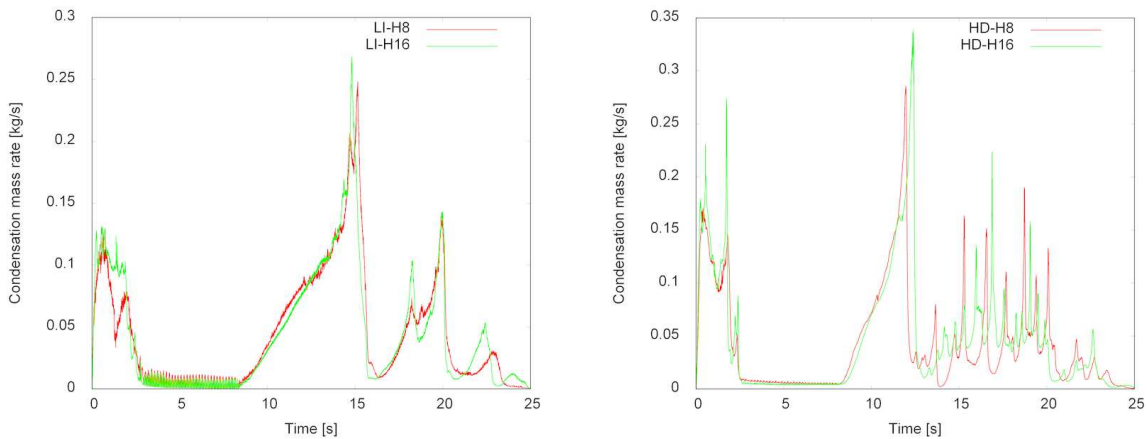 0.3
0.25
0.2
0.15
0.1
0.05
0
Condensation mass rate [kg/s]
LI-H8
LI-H16
0 5 10 15 20 25
Time [s]
0.35
0.3
0.25
0.2
0.15
0.1
0.05
0
Condensation mass rate [kg/s]
HD-H8
HD-H16
0 5 10 15 20 25
Time [s]